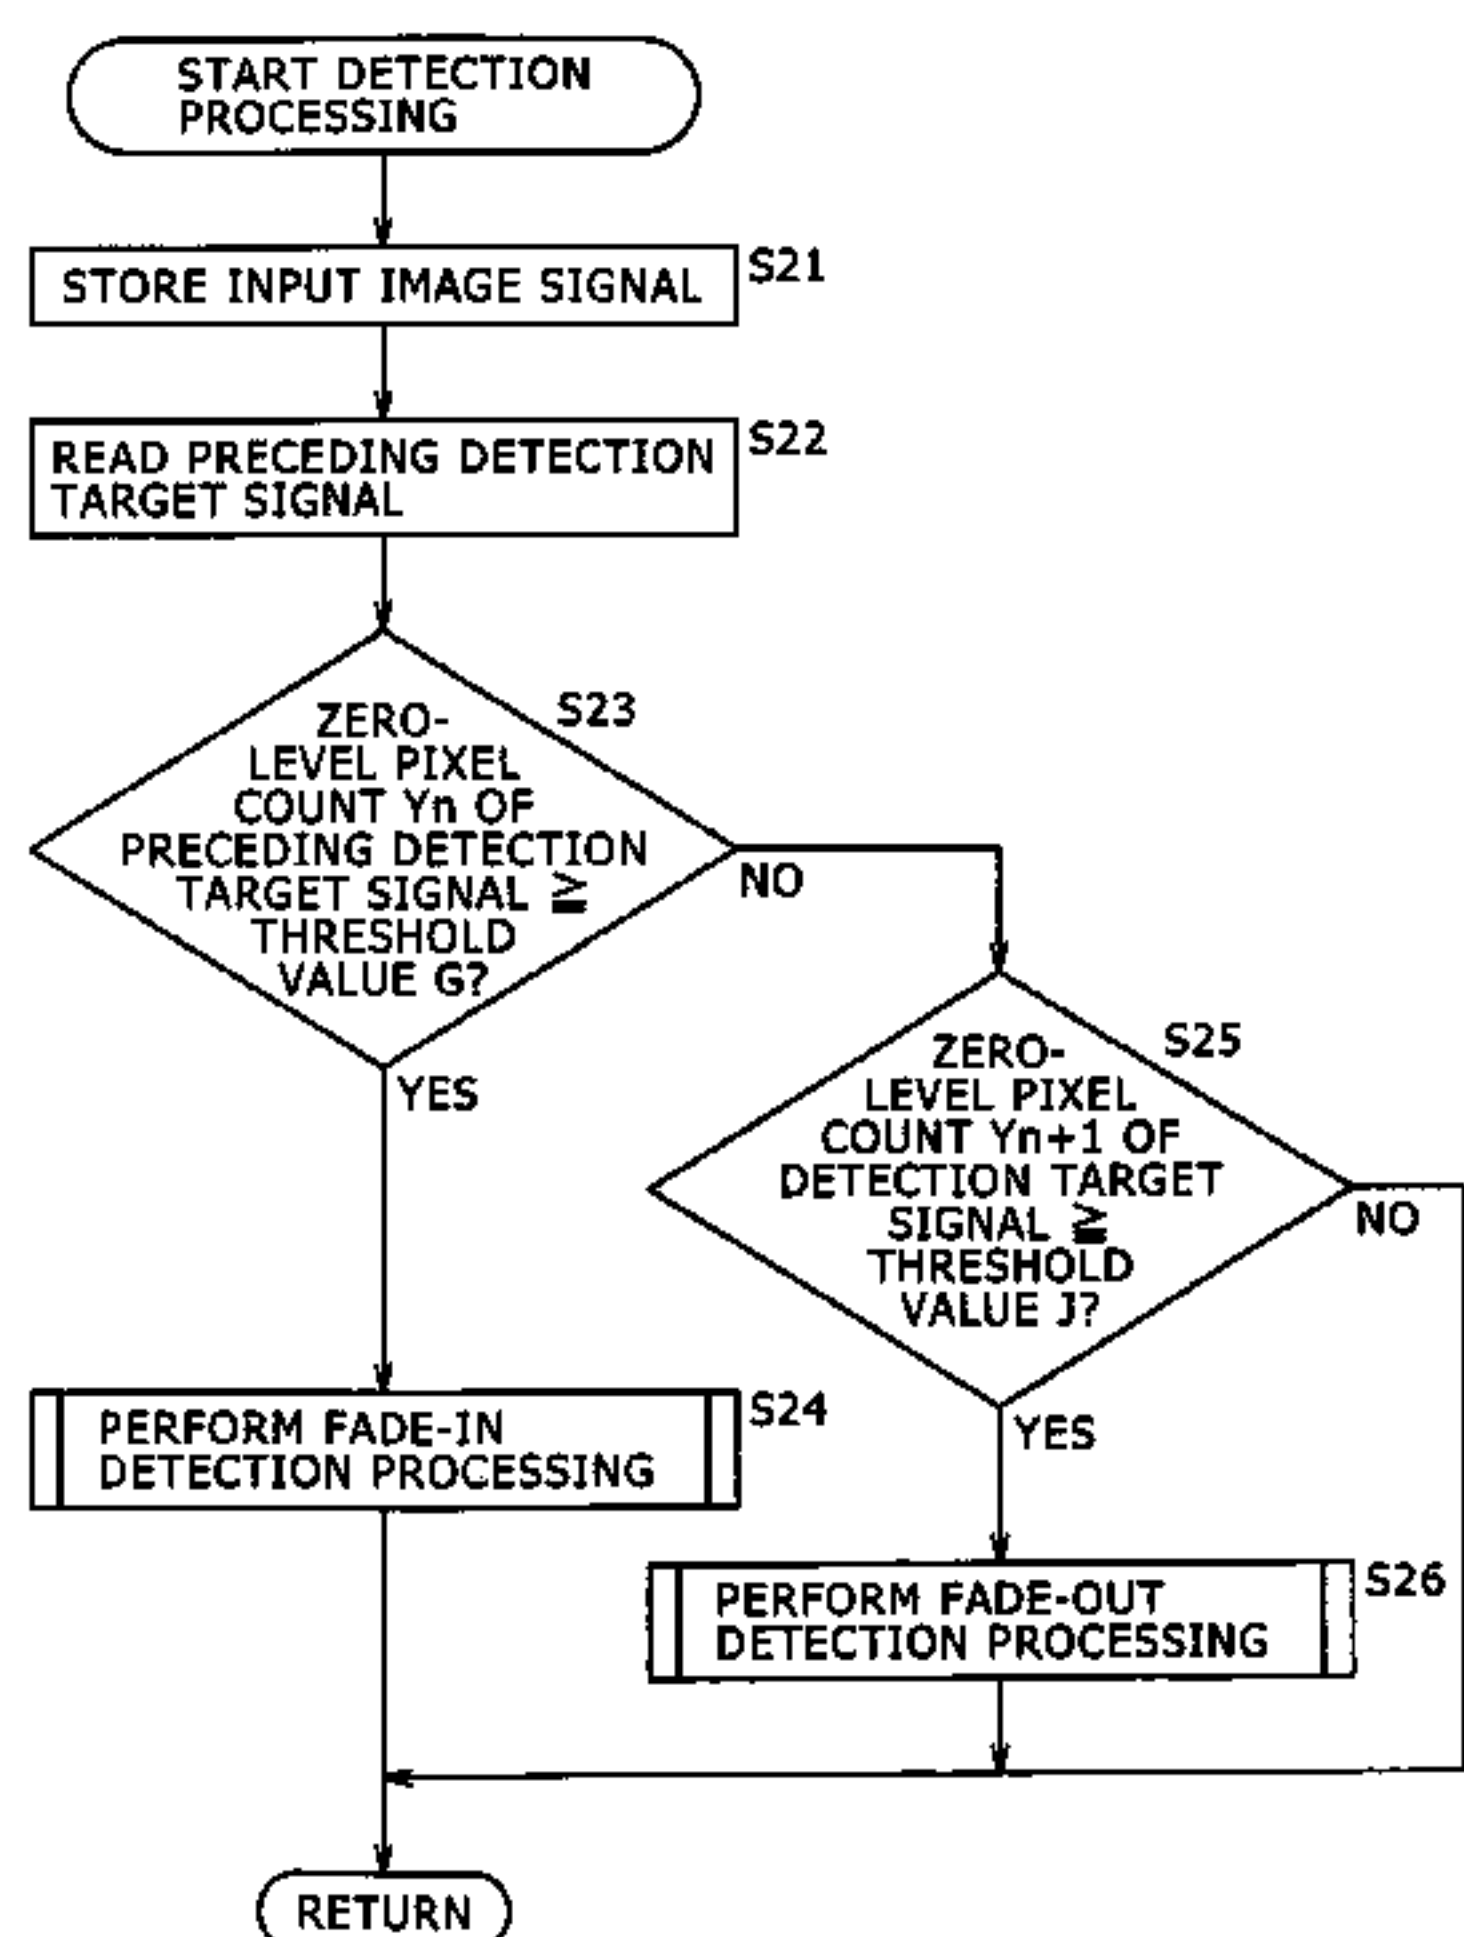 START DETECTION
PROCESSING
STORE INPUT IMAGE SIGNAL
S21
READ PRECEDING DETECTION
TARGET SIGNAL
S22
ZERO-
LEVEL PIXEL
COUNT Yn OF
PRECEDING DETECTION
TARGET SIGNAL ≧
THRESHOLD
VALUE G?
S23
NO
YES
ZERO-
LEVEL PIXEL
COUNT Yn+1 OF
DETECTION TARGET
SIGNAL ≧
THRESHOLD
VALUE J?
S25
NO
YES
PERFORM FADE-IN
DETECTION PROCESSING
S24
PERFORM FADE-OUT
DETECTION PROCESSING
S26
RETURN